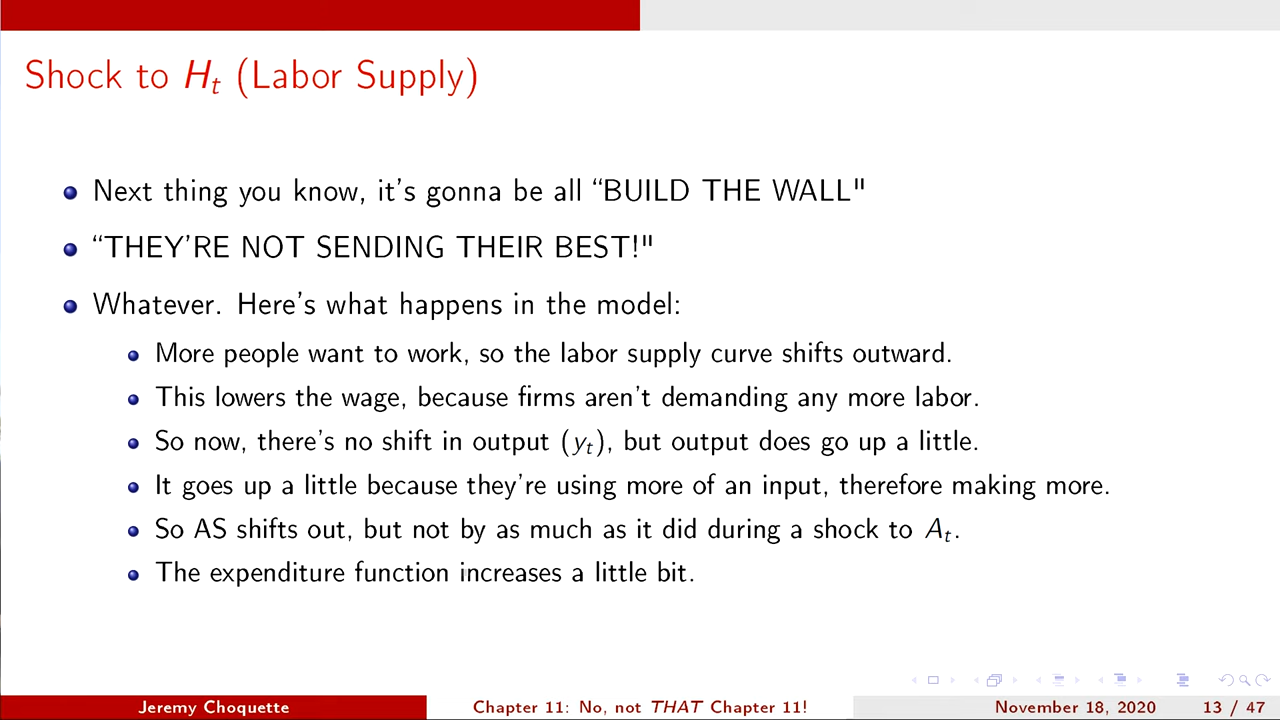 Shock to Ht (Labor Supply)
Next thing you know, it's gonna be all “BUILD THE WALL"
“THEY'RE NOT SENDING THEIR BEST!"
Whatever. Here's what happens in the model:
More people want to work, so the labor supply curve shifts outward.
This lowers the wage, because firms aren't demanding any more labor.
So now, there's no shift in output (yt), but output does go up a little.
It goes up a little because they're using more of an input, therefore making more.
So AS shifts out, but not by as much as it did during a shock to At.
The expenditure function increases a little bit.
Jeremy Choquette
Chapter 11: No, not THAT Chapter 11!
November 18, 2020
13 / 47